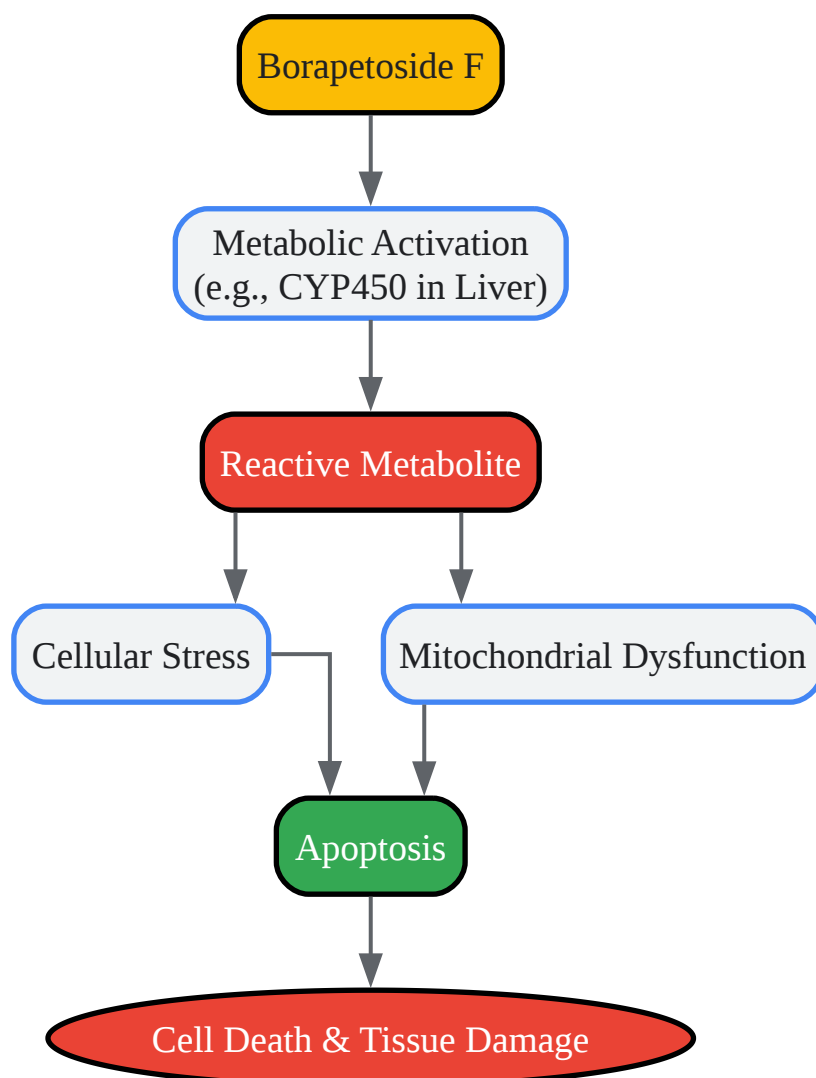 Borapetoside F
Metabolic Activation
(e.g., CYP450 in Liver)
Reactive Metabolite
Cellular Stress
Mitochondrial Dysfunction
Apoptosis
Cell Death & Tissue Damage